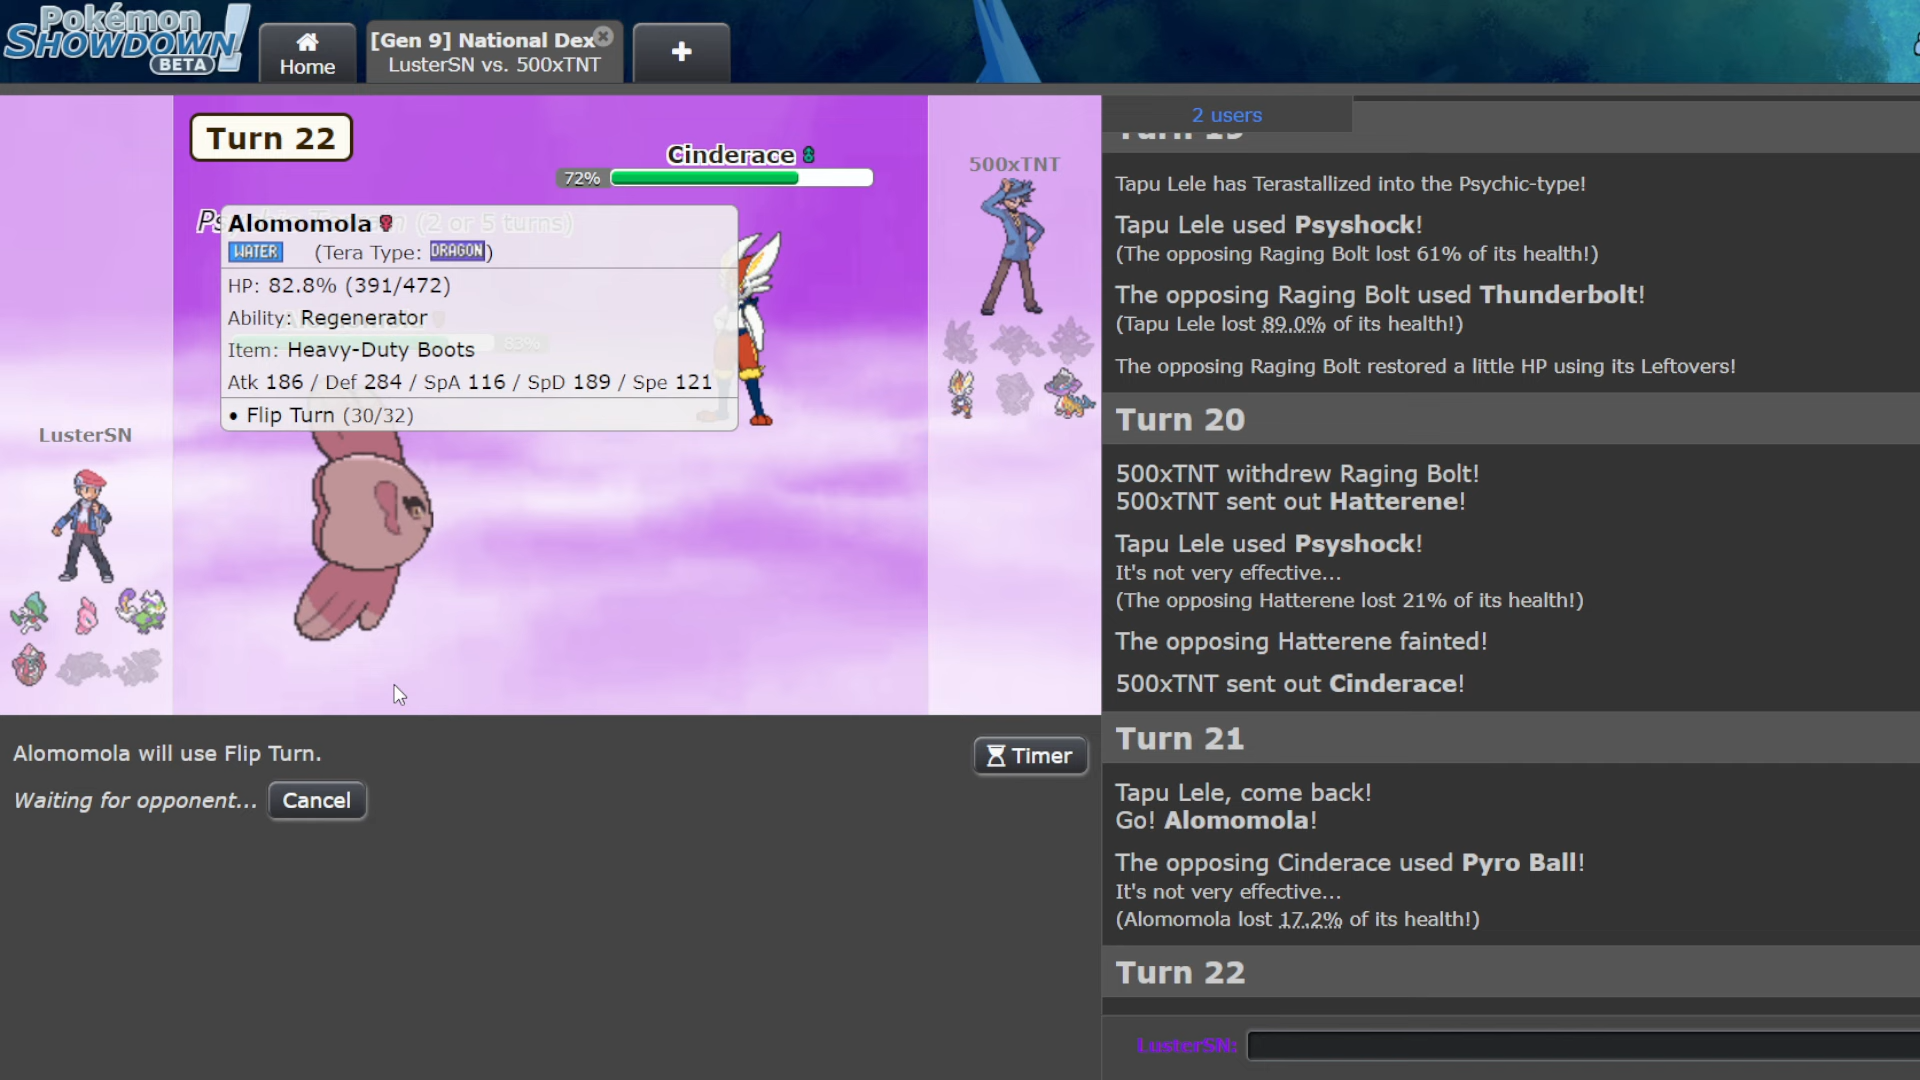 Pokémon
SHOWDOWN!
BETA
Home
[Gen 9] National Dex
LusterSN vs. 500xTNT
+
Turn 22
Cinderace
72%
(2 or 5 turns)
Alomomola
WATER (Tera Type: DRAGON)
HP: 82.8% (391/472)
Ability: Regenerator
83%
Item: Heavy-Duty Boots
Atk 186 / Def 284 / SpA 116 / SpD 189 / Spe 121
• Flip Turn (30/32)
LusterSN
500xTNT
Alomomola will use Flip Turn.
Timer
Waiting for opponent...
Cancel
2 users
Turn 19
Tapu Lele has Terastallized into the Psychic-type!
Tapu Lele used Psyshock!
(The opposing Raging Bolt lost 61% of its health!)
The opposing Raging Bolt used Thunderbolt!
(Tapu Lele lost 89.0% of its health!)
The opposing Raging Bolt restored a little HP using its Leftovers!
Turn 20
500xTNT withdrew Raging Bolt!
500xTNT sent out Hatterene!
Tapu Lele used Psyshock!
It's not very effective...
(The opposing Hatterene lost 21% of its health!)
The opposing Hatterene fainted!
500xTNT sent out Cinderace!
Turn 21
Tapu Lele, come back!
Go! Alomomola!
The opposing Cinderace used Pyro Ball!
It's not very effective...
(Alomomola lost 17.2% of its health!)
Turn 22
LusterSN: